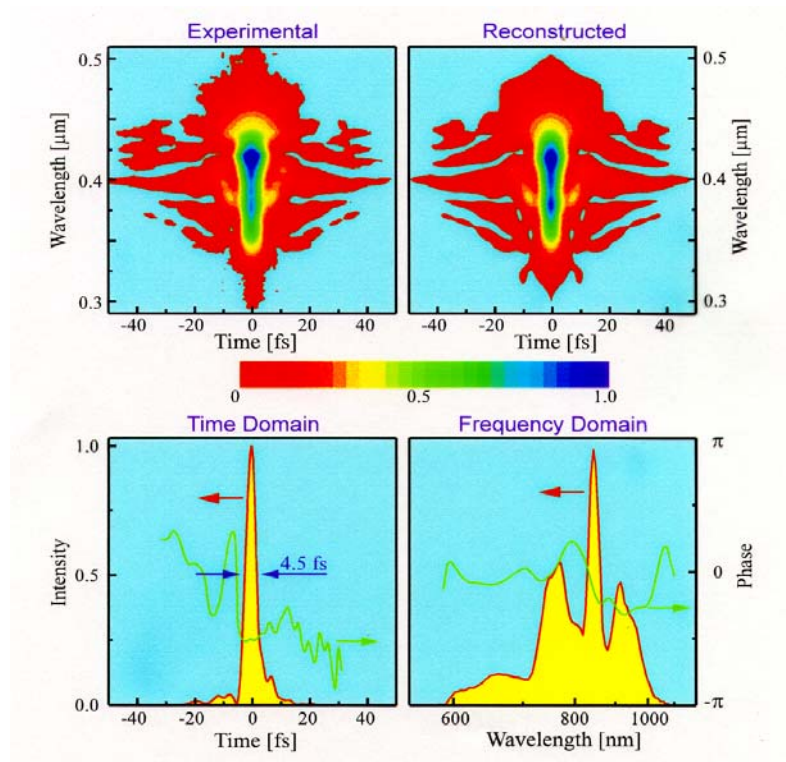 Experimental
Reconstructed
Wavelength [μm]
0.5
0.4
0.3
-40 -20 0 20 40
Time [fs]
-40 -20 0 20 40
Time [fs]
0.5
0.4
0.3
Wavelength [μm]
0 0.5 1.0
Time Domain
Frequency Domain
Intensity
1.0
0.5
0.0
4.5 fs
-40 -20 0 20 40
Time [fs]
600 800 1000
Wavelength [nm]
π
0
-π
Phase